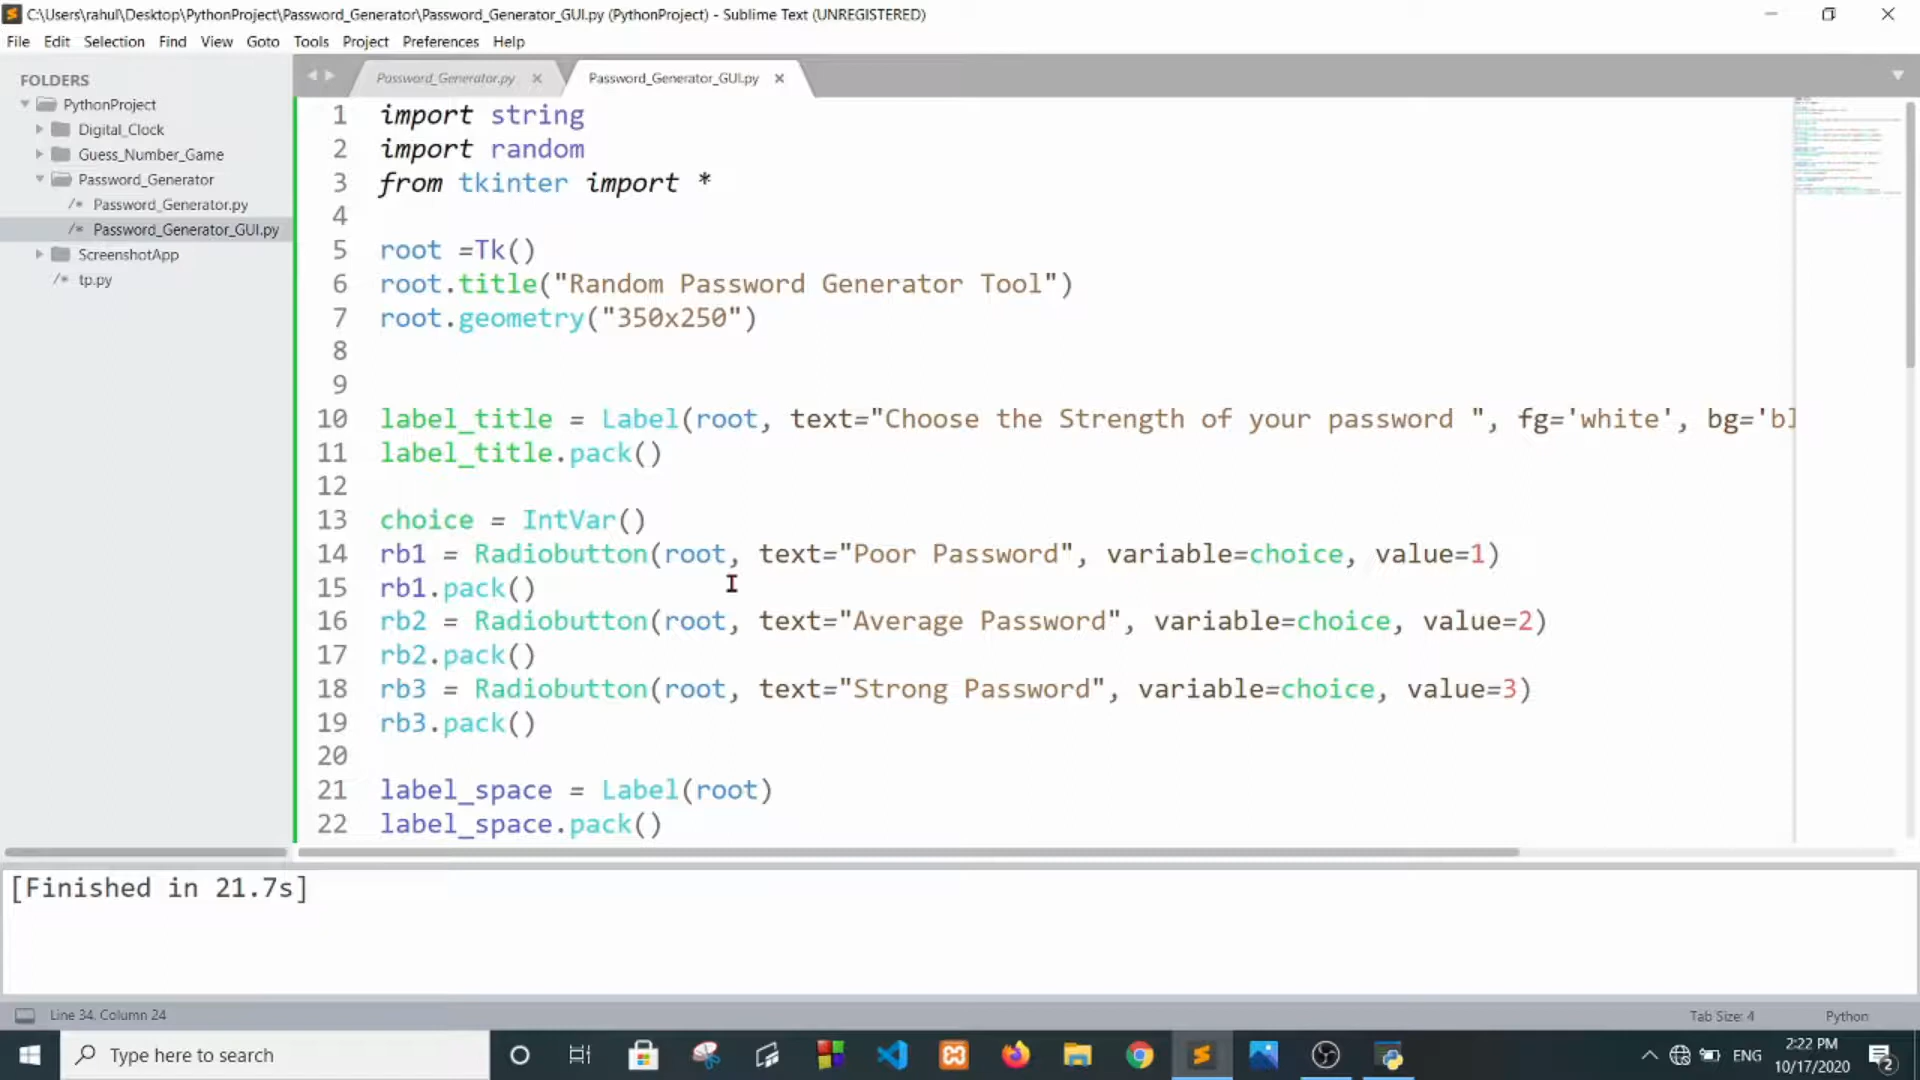 C:\Users\rahul\Desktop\PythonProject\Password_Generator\Password_Generator_GUI.py (PythonProject) - Sublime Text (UNREGISTERED)
File Edit Selection Find View Goto Tools Project Preferences Help
FOLDERS
PythonProject
Digital_Clock
Guess_Number_Game
Password_Generator
/* Password_Generator.py
/* Password_Generator_GUI.py
ScreenshotApp
/* tp.py
Password_Generator.py × Password_Generator_GUI.py ×
1 import string
2 import random
3 from tkinter import *
4
5 root =Tk()
6 root.title("Random Password Generator Tool")
7 root.geometry("350x250")
8
9
10 label_title = Label(root, text="Choose the Strength of your password ", fg='white', bg='bl
11 label_title.pack()
12
13 choice = IntVar()
14 rb1 = Radiobutton(root, text="Poor Password", variable=choice, value=1)
15 rb1.pack()
16 rb2 = Radiobutton(root, text="Average Password", variable=choice, value=2)
17 rb2.pack()
18 rb3 = Radiobutton(root, text="Strong Password", variable=choice, value=3)
19 rb3.pack()
20
21 label_space = Label(root)
22 label_space.pack()
[Finished in 21.7s]
Line 34, Column 24 Tab Size: 4 Python
Type here to search
ENG
2:22 PM
10/17/2020
2